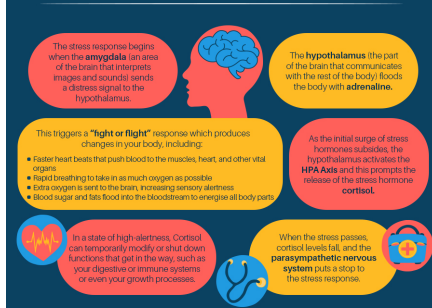 The stress response begins
when the amygdala (an area
of the brain that interprets
images and sounds) sends
a distress signal to the
hypothalamus.
The hypothalamus (the part
of the brain that communicates
with the rest of the body) floods
the body with adrenaline.
This triggers a "fight or flight" response which produces
changes in your body, including:
Faster heart beats that push blood to the muscles, heart, and other vital
organs
Rapid breathing to take in as much oxygen as possible
Extra oxygen is sent to the brain, increasing sensory alertness
Blood sugar and fats flood into the bloodstream to energise all body parts
As the initial surge of stress
hormones subsides, the
hypothalamus activates the
HPA Axis and this prompts the
release of the stress hormone
cortisol.
In a state of high-alertness, Cortisol
can temporarily modify or shut down
functions that get in the way, such as
your digestive or immune systems
or even your growth processes.
When the stress passes,
cortisol levels fall, and the
parasympathetic nervous
system puts a stop to
the stress response.